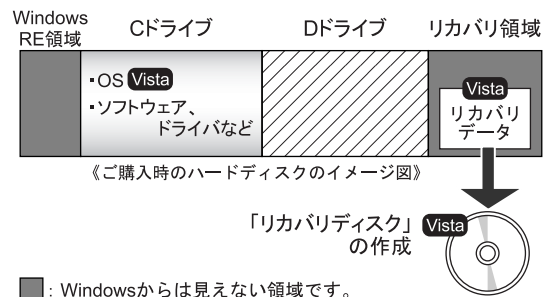 Windows
RE領域
Cドライブ
Dドライブ
リカバリ領域
・OS Vista
・ソフトウェア、
ドライバなど
Vista
リカバリ
データ
《ご購入時のハードディスクのイメージ図》
「リカバリディスク」
の作成
Vista
：Windowsからは見えない領域です。